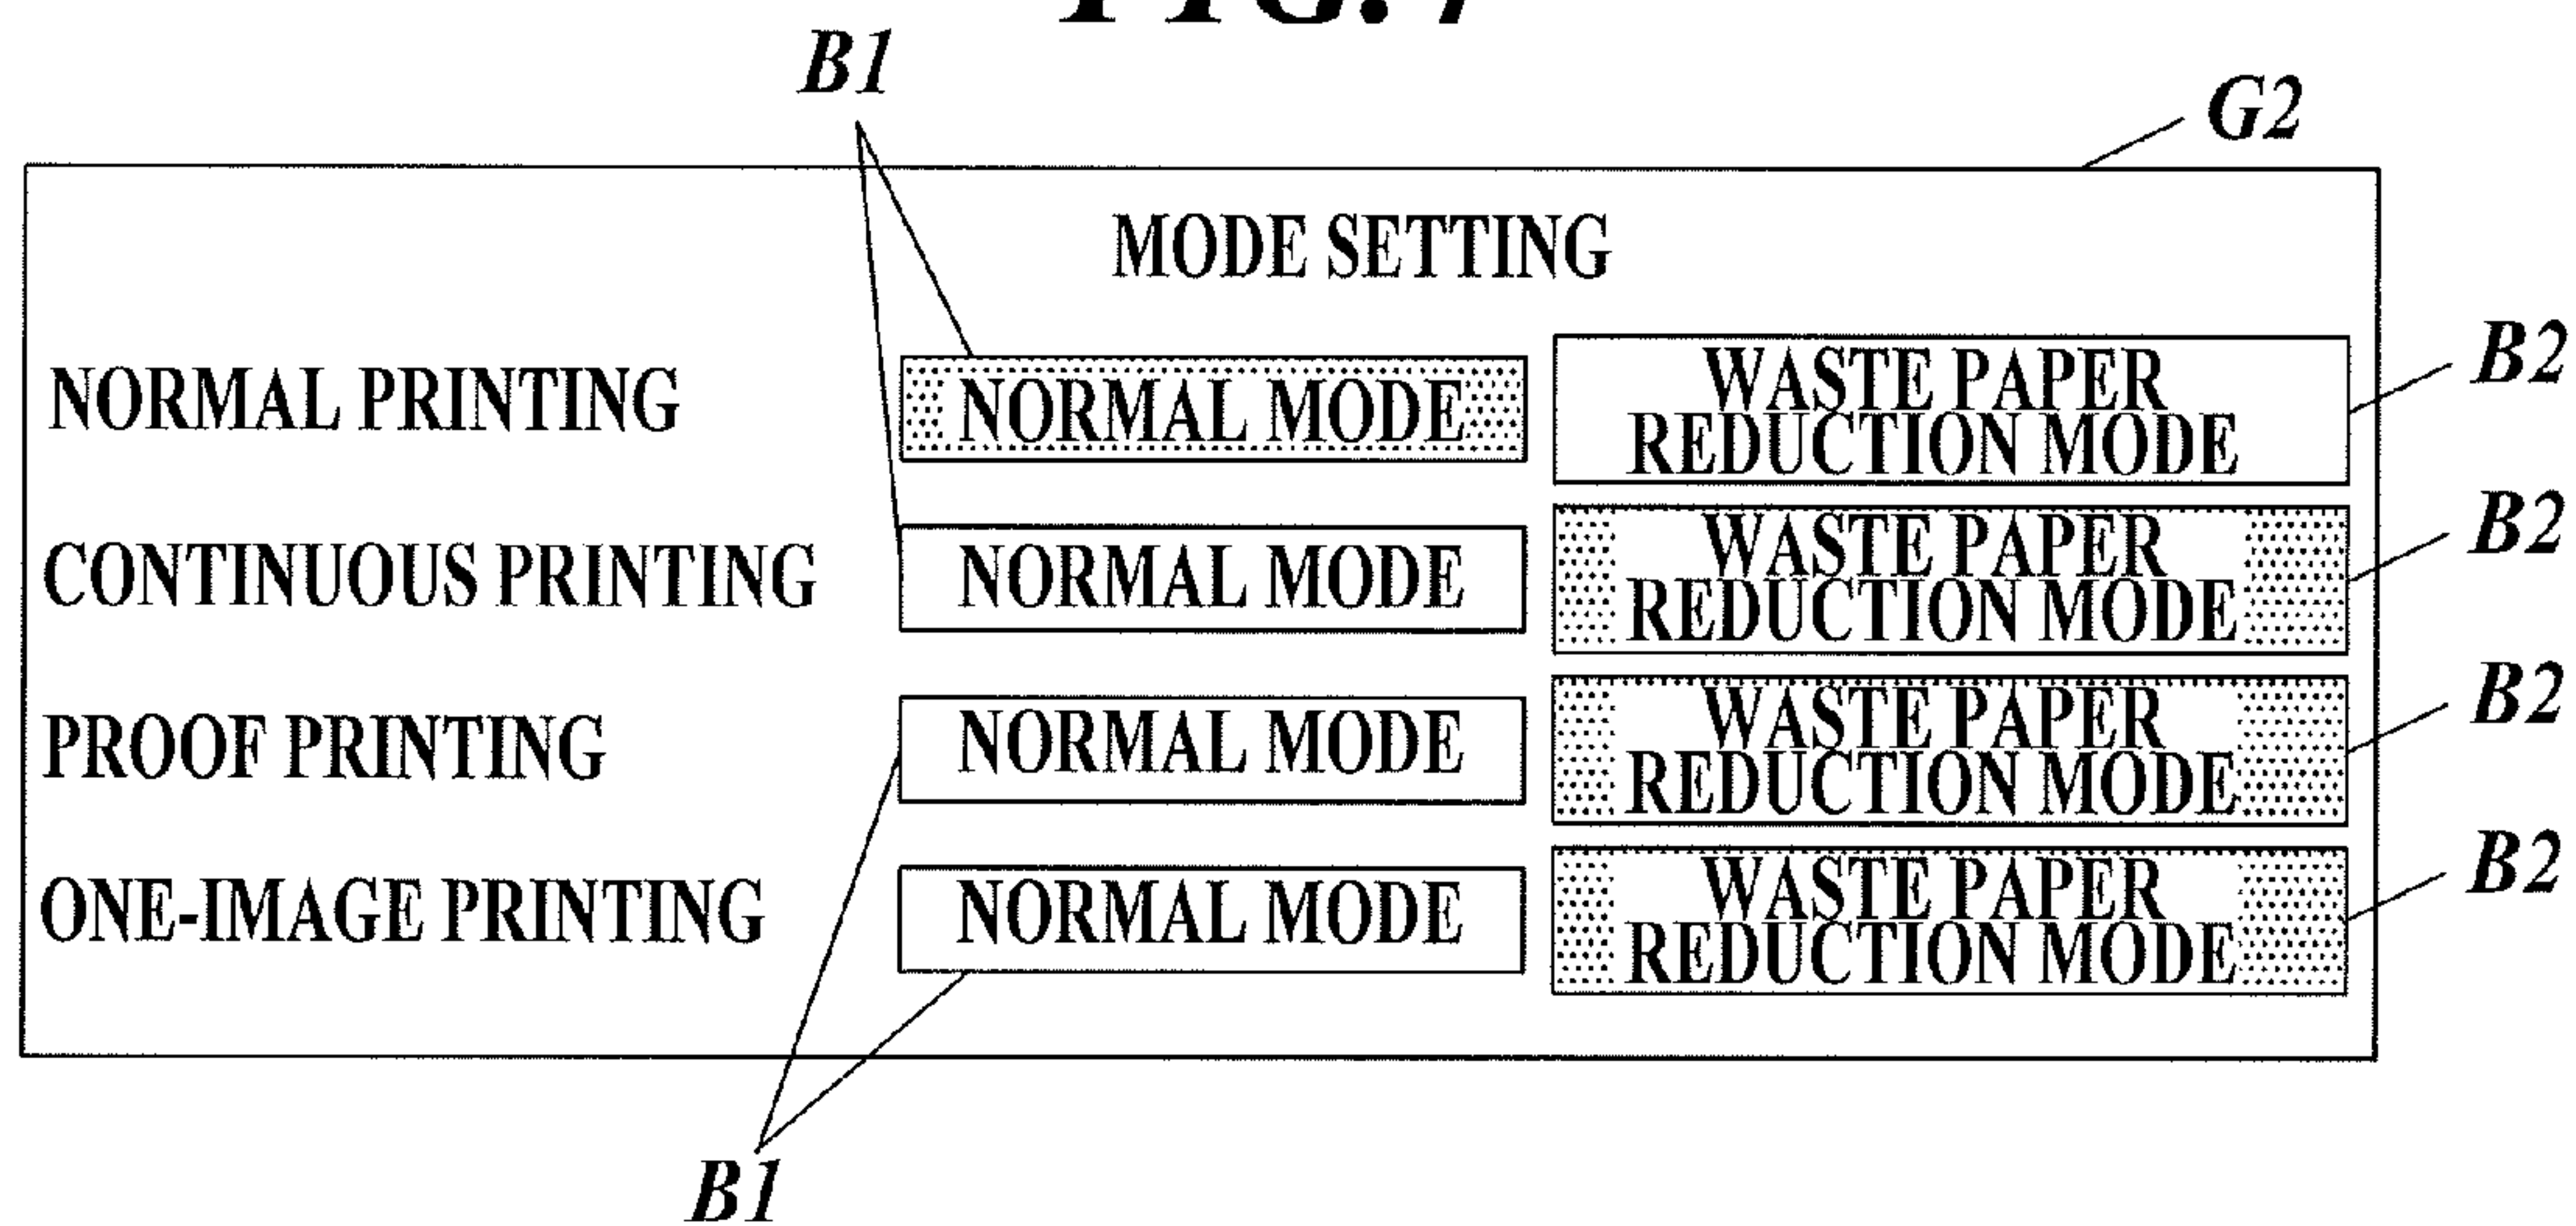 B1
G2
MODE SETTING
NORMAL PRINTING
NORMAL MODE
WASTE PAPER
REDUCTION MODE
B2
CONTINUOUS PRINTING
NORMAL MODE
WASTE PAPER
REDUCTION MODE
B2
PROOF PRINTING
NORMAL MODE
WASTE PAPER
REDUCTION MODE
B2
ONE-IMAGE PRINTING
NORMAL MODE
WASTE PAPER
REDUCTION MODE
B2
B1